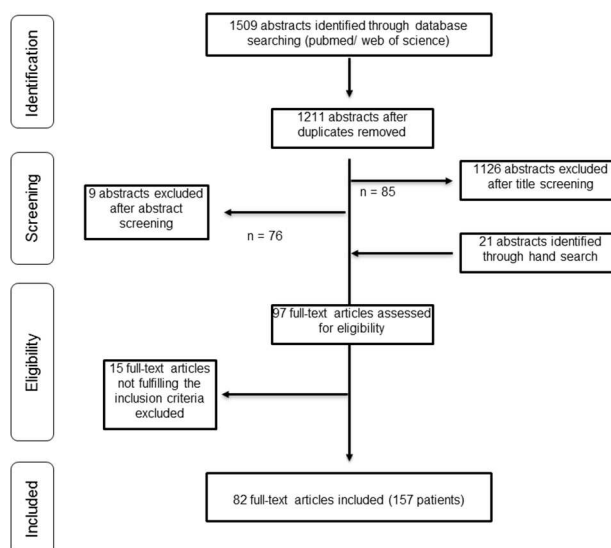 Identification
1509 abstracts identified through database
searching (pubmed/ web of science)
1211 abstracts after
duplicates removed
Screening
1126 abstracts excluded
after title screening
n = 85
9 abstracts excluded
after abstract
screening
n = 76
21 abstracts identified
through hand search
Eligibility
97 full-text articles assessed
for eligibility
15 full-text articles
not fulfilling the
inclusion criteria
excluded
Included
82 full-text articles included (157 patients)